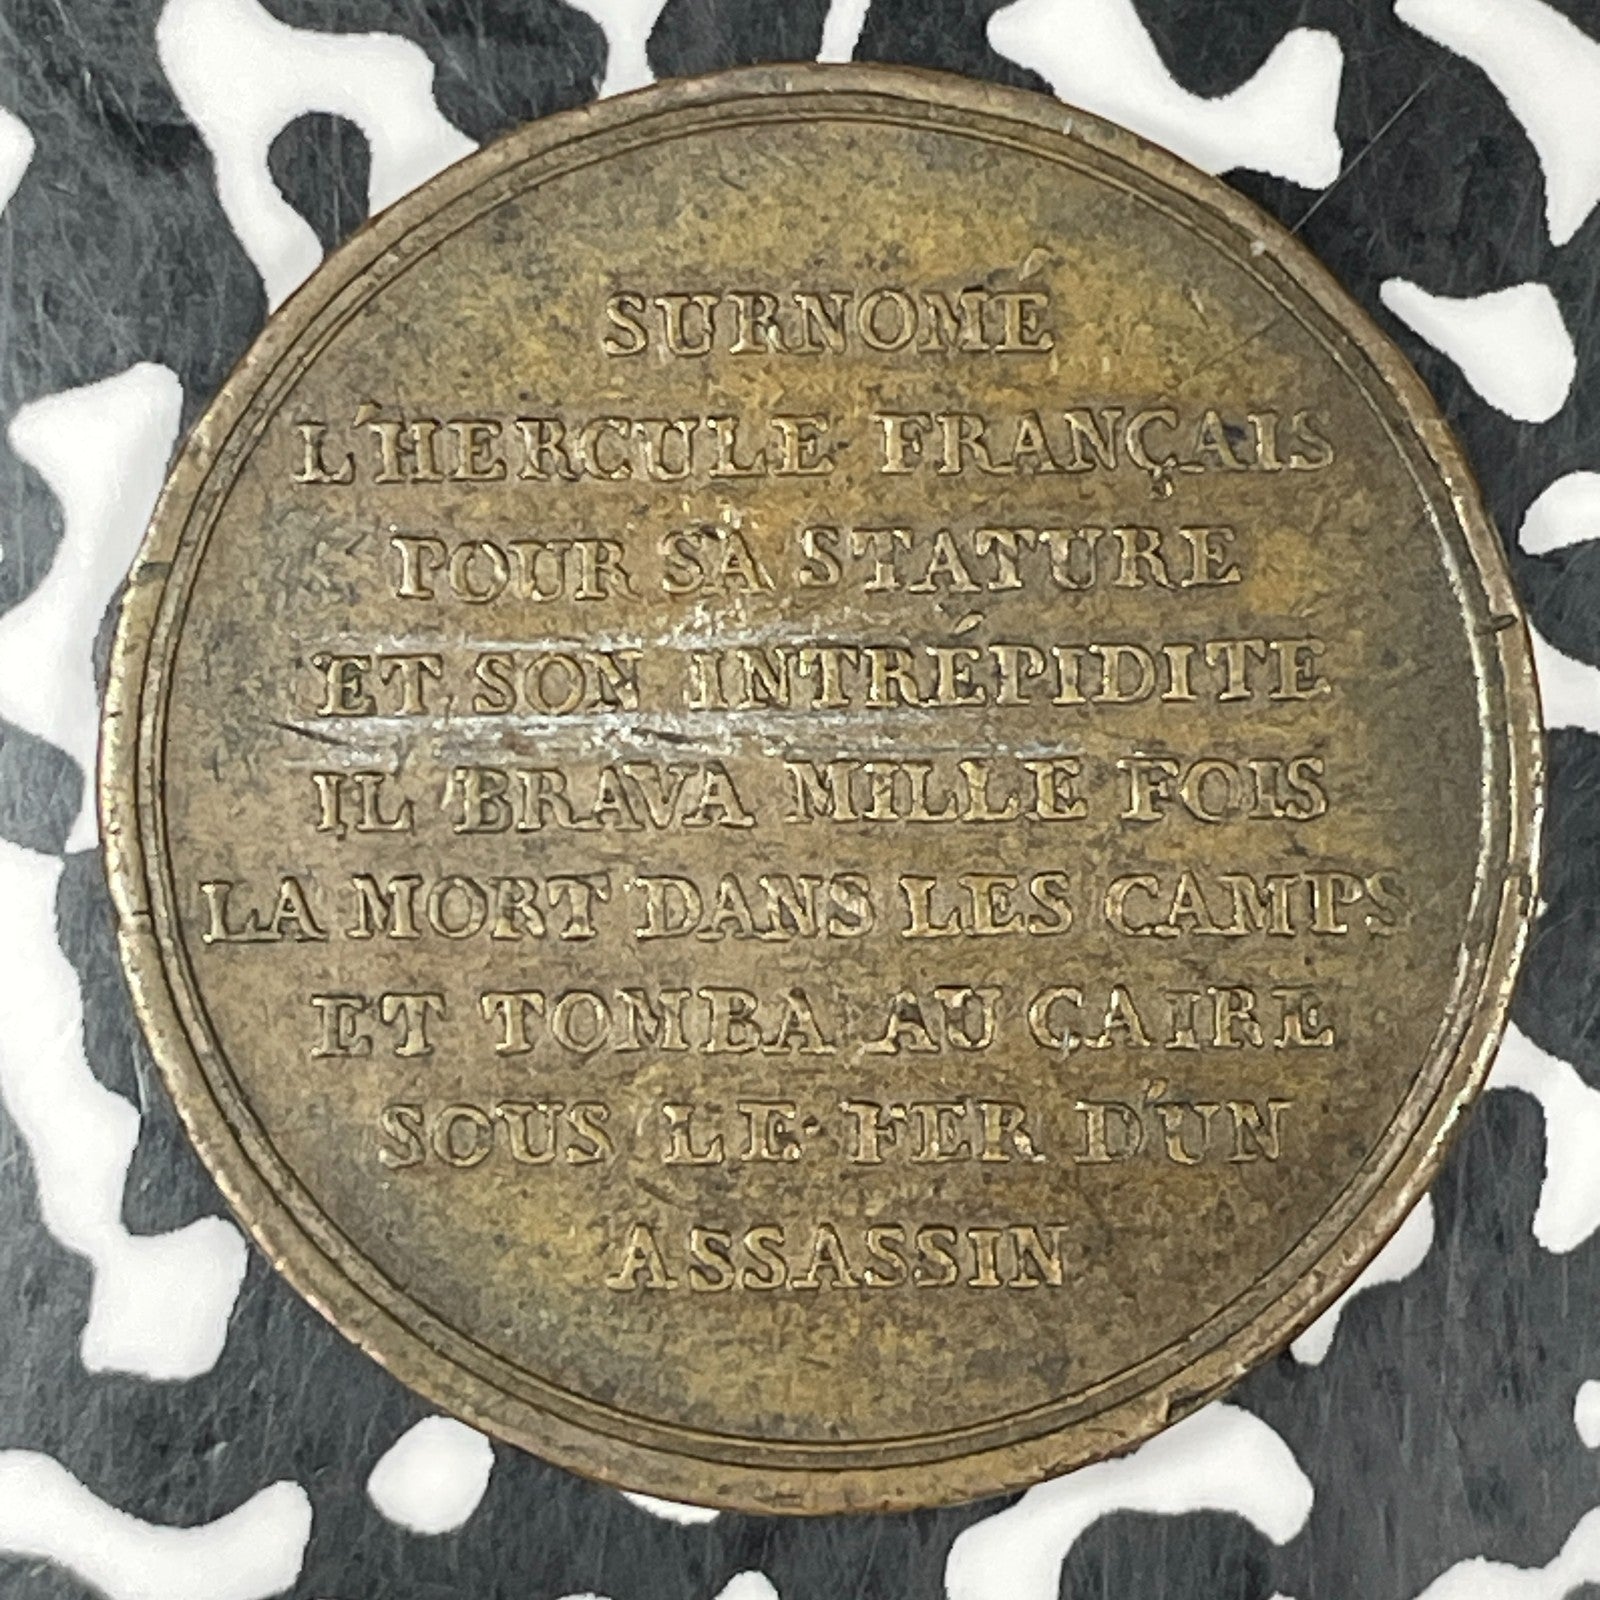 SURNOMÉ
L'HERCULE FRANÇAIS
POUR SA STATURE
ET SON INTRÉPIDITE
IL BRAVA MILLE FOIS
LA MORT DANS LES CAMPS
ET TOMBA AU CAIRE
SOUS LE FER D'UN
ASSASSIN